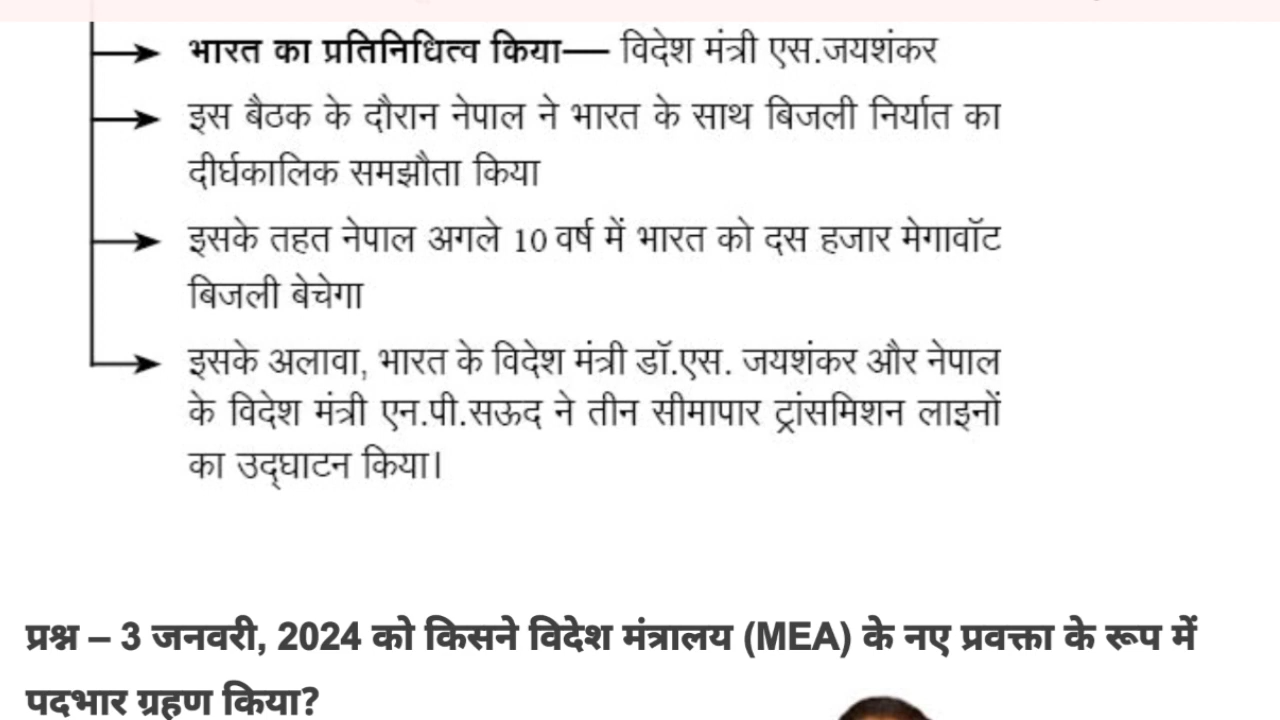 भारत का प्रतिनिधित्व किया— विदेश मंत्री एस.जयशंकर
इस बैठक के दौरान नेपाल ने भारत के साथ बिजली निर्यात का
दीर्घकालिक समझौता किया
इसके तहत नेपाल अगले 10 वर्ष में भारत को दस हजार मेगावॉट
बिजली बेचेगा
इसके अलावा, भारत के विदेश मंत्री डॉ.एस. जयशंकर और नेपाल
के विदेश मंत्री एन.पी.सऊद ने तीन सीमापार ट्रांसमिशन लाइनों
का उद्घाटन किया।
प्रश्न – 3 जनवरी, 2024 को किसने विदेश मंत्रालय (MEA) के नए प्रवक्ता के रूप में
पदभार ग्रहण किया?